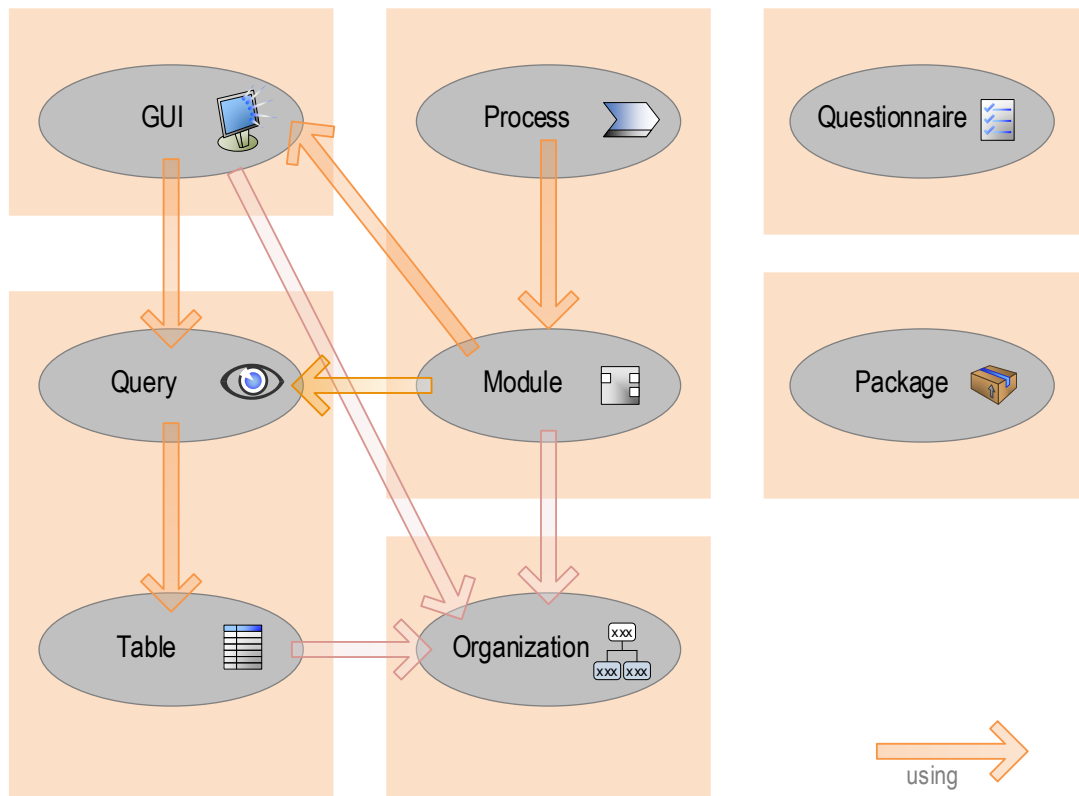 GUI
Process
Questionnaire
Query
Module
Package
Table
Organization
xxx
xxx
xxx
using